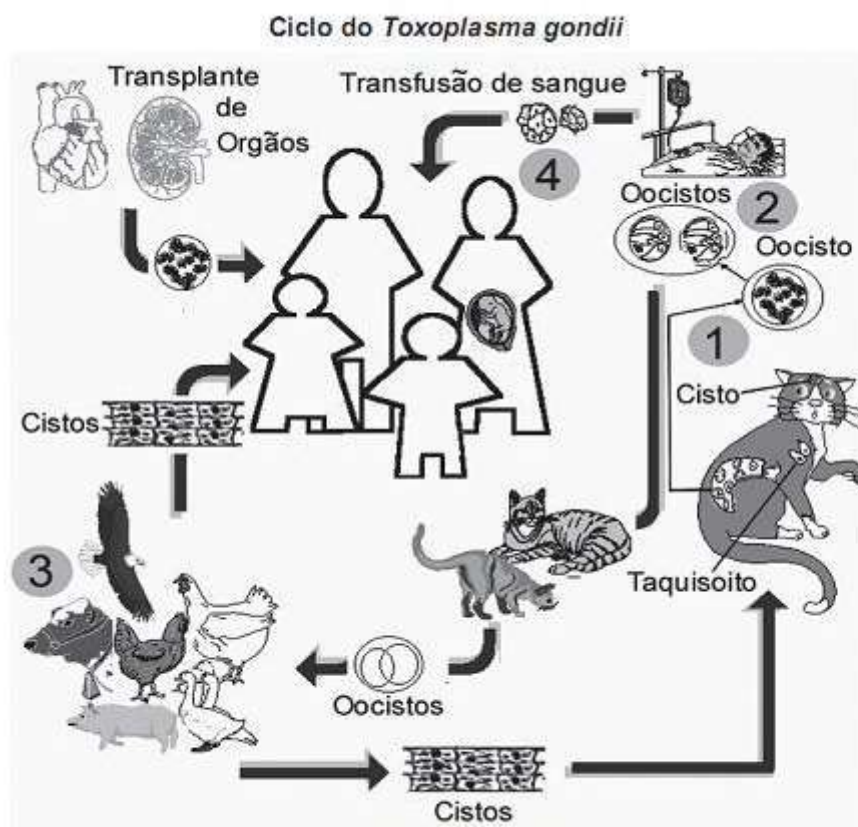 Ciclo do Toxoplasma gondii
Transplante
de
Orgãos
Transfusão de sangue
4
Oocistos
2
Oocisto
1
Cisto
Cistos
3
Taquisoito
Oocistos
Cistos